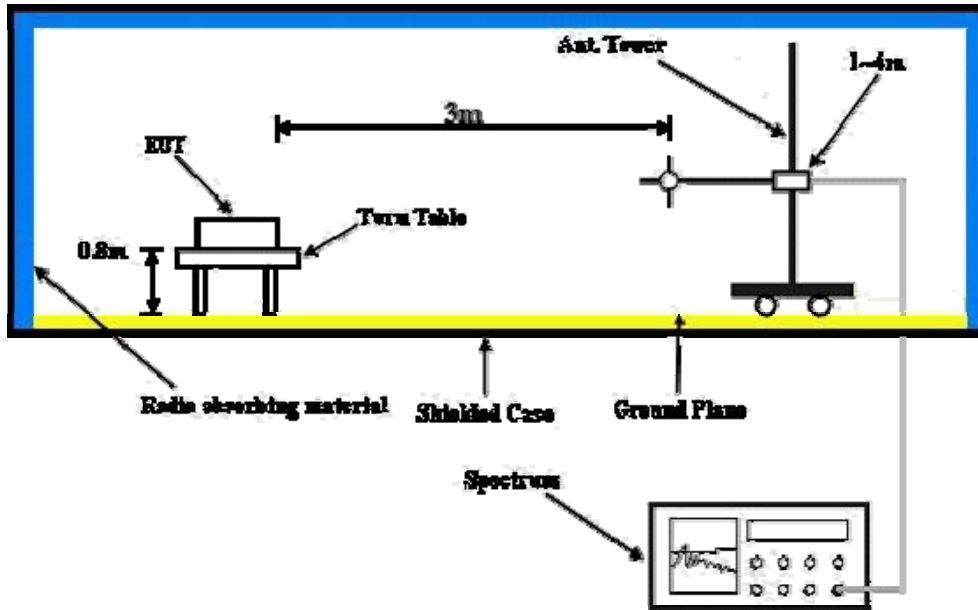 Ant. Tower
1-4m
3m
EUT
Turn Table
0.8m
Radio absorbing material
Shielded Case
Ground Plane
Spectrum